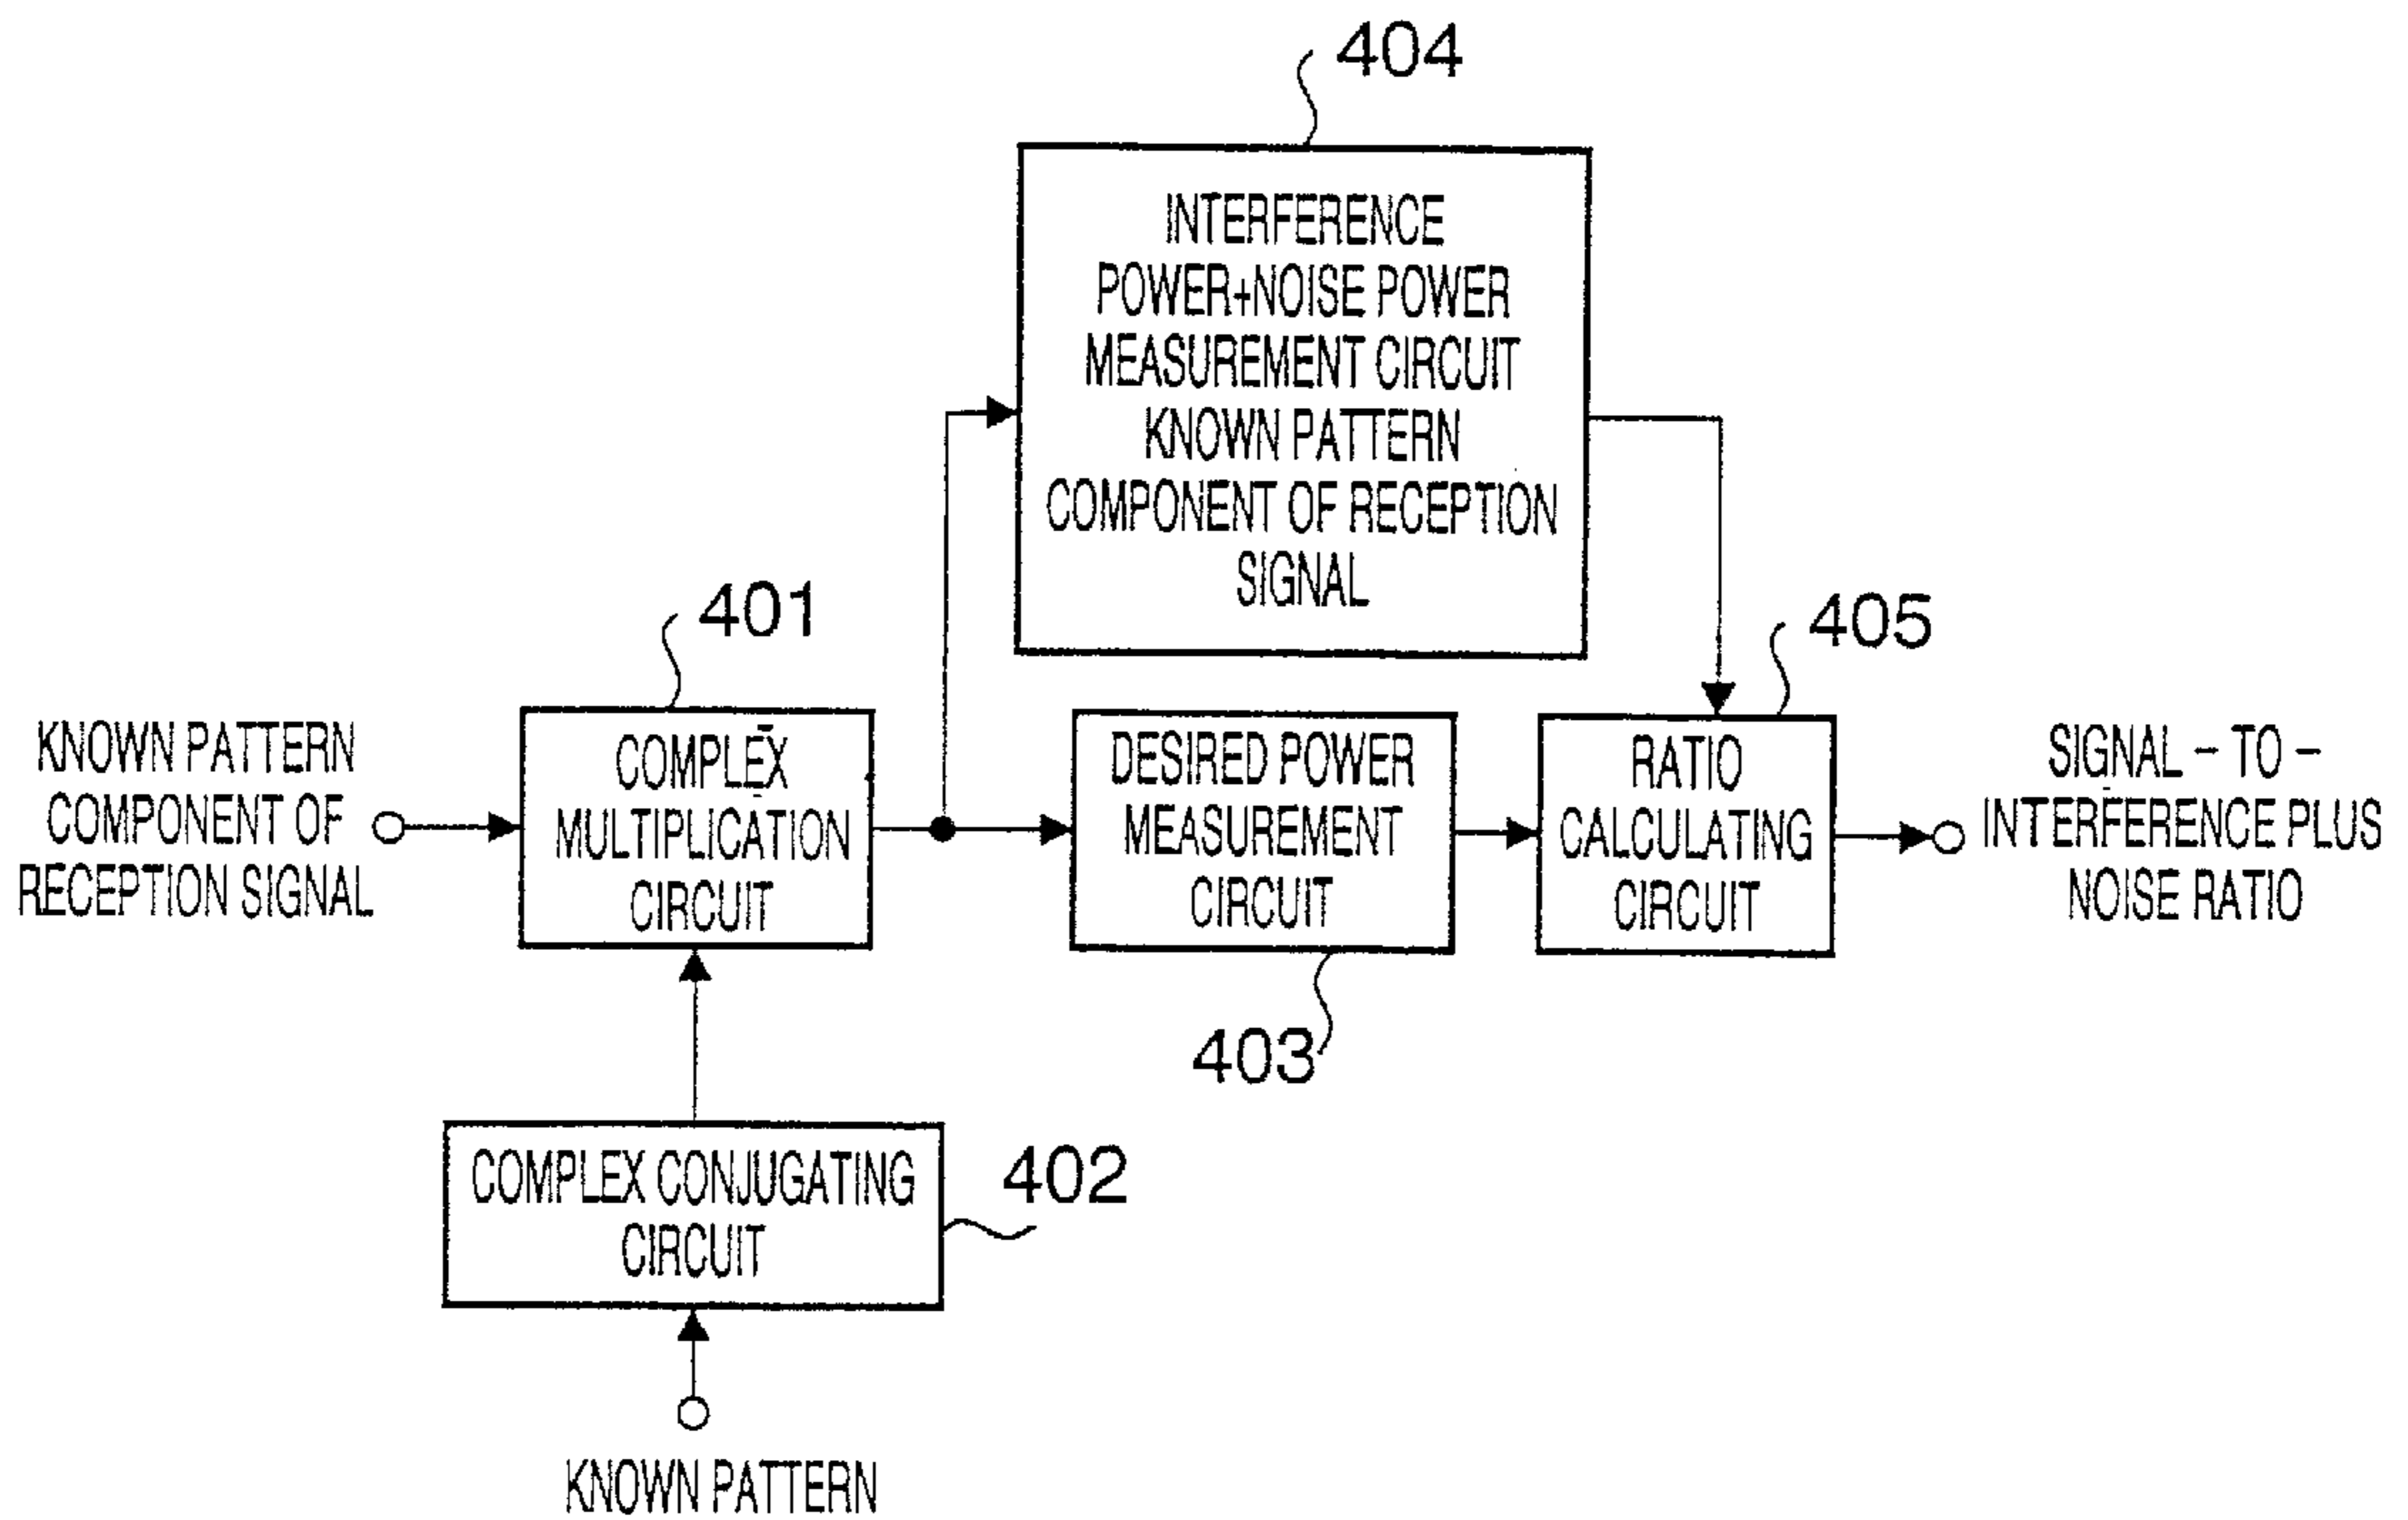 404
INTERFERENCE
POWER+NOISE POWER
MEASUREMENT CIRCUIT
KNOWN PATTERN
COMPONENT OF RECEPTION
SIGNAL
401
405
KNOWN PATTERN
COMPONENT OF
RECEPTION SIGNAL
COMPLEX
MULTIPLICATION
CIRCUIT
DESIRED POWER
MEASUREMENT
CIRCUIT
RATIO
CALCULATING
CIRCUIT
SIGNAL – TO –
INTERFERENCE PLUS
NOISE RATIO
403
COMPLEX CONJUGATING
CIRCUIT
402
KNOWN PATTERN